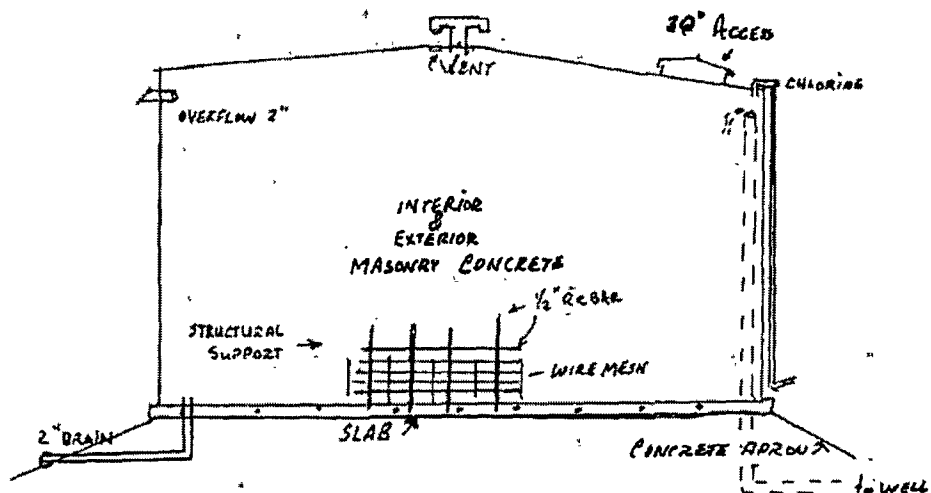 30" ACCESS
VENT
CHLORINE
OVERFLOW 2"
INTERIOR
&
EXTERIOR
MASONRY CONCRETE
1/2" ReBAR
STRUCTURAL
SUPPORT
WIRE MESH
2" DRAIN
SLAB
CONCRETE APRONS
to WELL